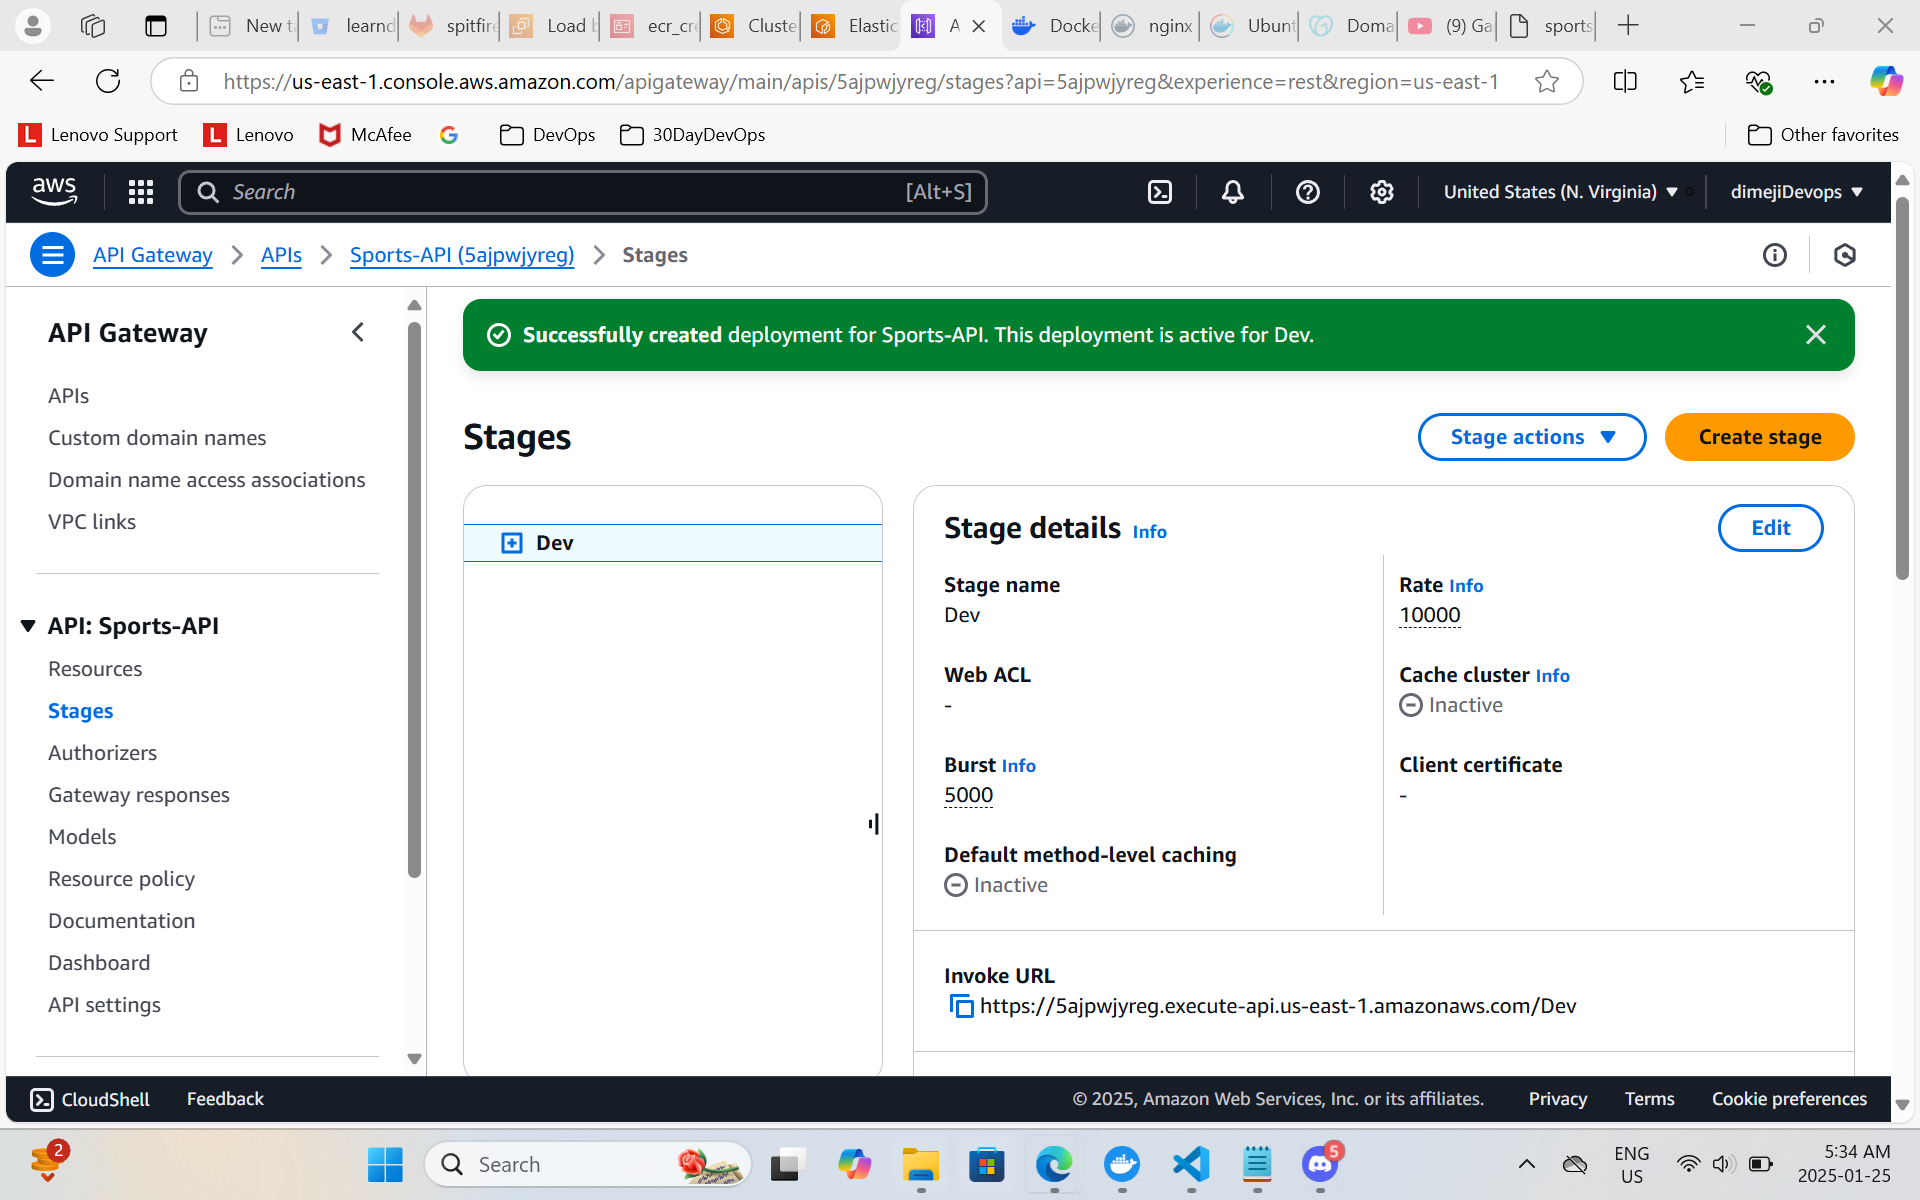 New t
learnd
spitfire
Load b
ecr_cre
Cluste
Elastic
A
Docke
nginx
Ubunt
Doma
(9) Ga
sports
https://us-east-1.console.aws.amazon.com/apigateway/main/apis/5ajpwjyreg/stages?api=5ajpwjyreg&experience=rest&region=us-east-1
L Lenovo Support
L Lenovo
McAfee
DevOps
30DayDevOps
Other favorites
aws
Search
[Alt+S]
United States (N. Virginia)
dimejiDevops
API Gateway
APIs
Sports-API (5ajpwjyreg)
Stages
API Gateway
APIs
Custom domain names
Domain name access associations
VPC links
API: Sports-API
Resources
Stages
Authorizers
Gateway responses
Models
Resource policy
Documentation
Dashboard
API settings
Successfully created deployment for Sports-API. This deployment is active for Dev.
Stages
Stage actions
Create stage
Dev
Stage details Info
Edit
Stage name
Dev
Rate Info
10000
Web ACL
-
Cache cluster Info
Inactive
Burst Info
5000
Client certificate
-
Default method-level caching
Inactive
Invoke URL
https://5ajpwjyreg.execute-api.us-east-1.amazonaws.com/Dev
CloudShell
Feedback
© 2025, Amazon Web Services, Inc. or its affiliates.
Privacy
Terms
Cookie preferences
2
Search
5
ENG
US
5:34 AM
2025-01-25